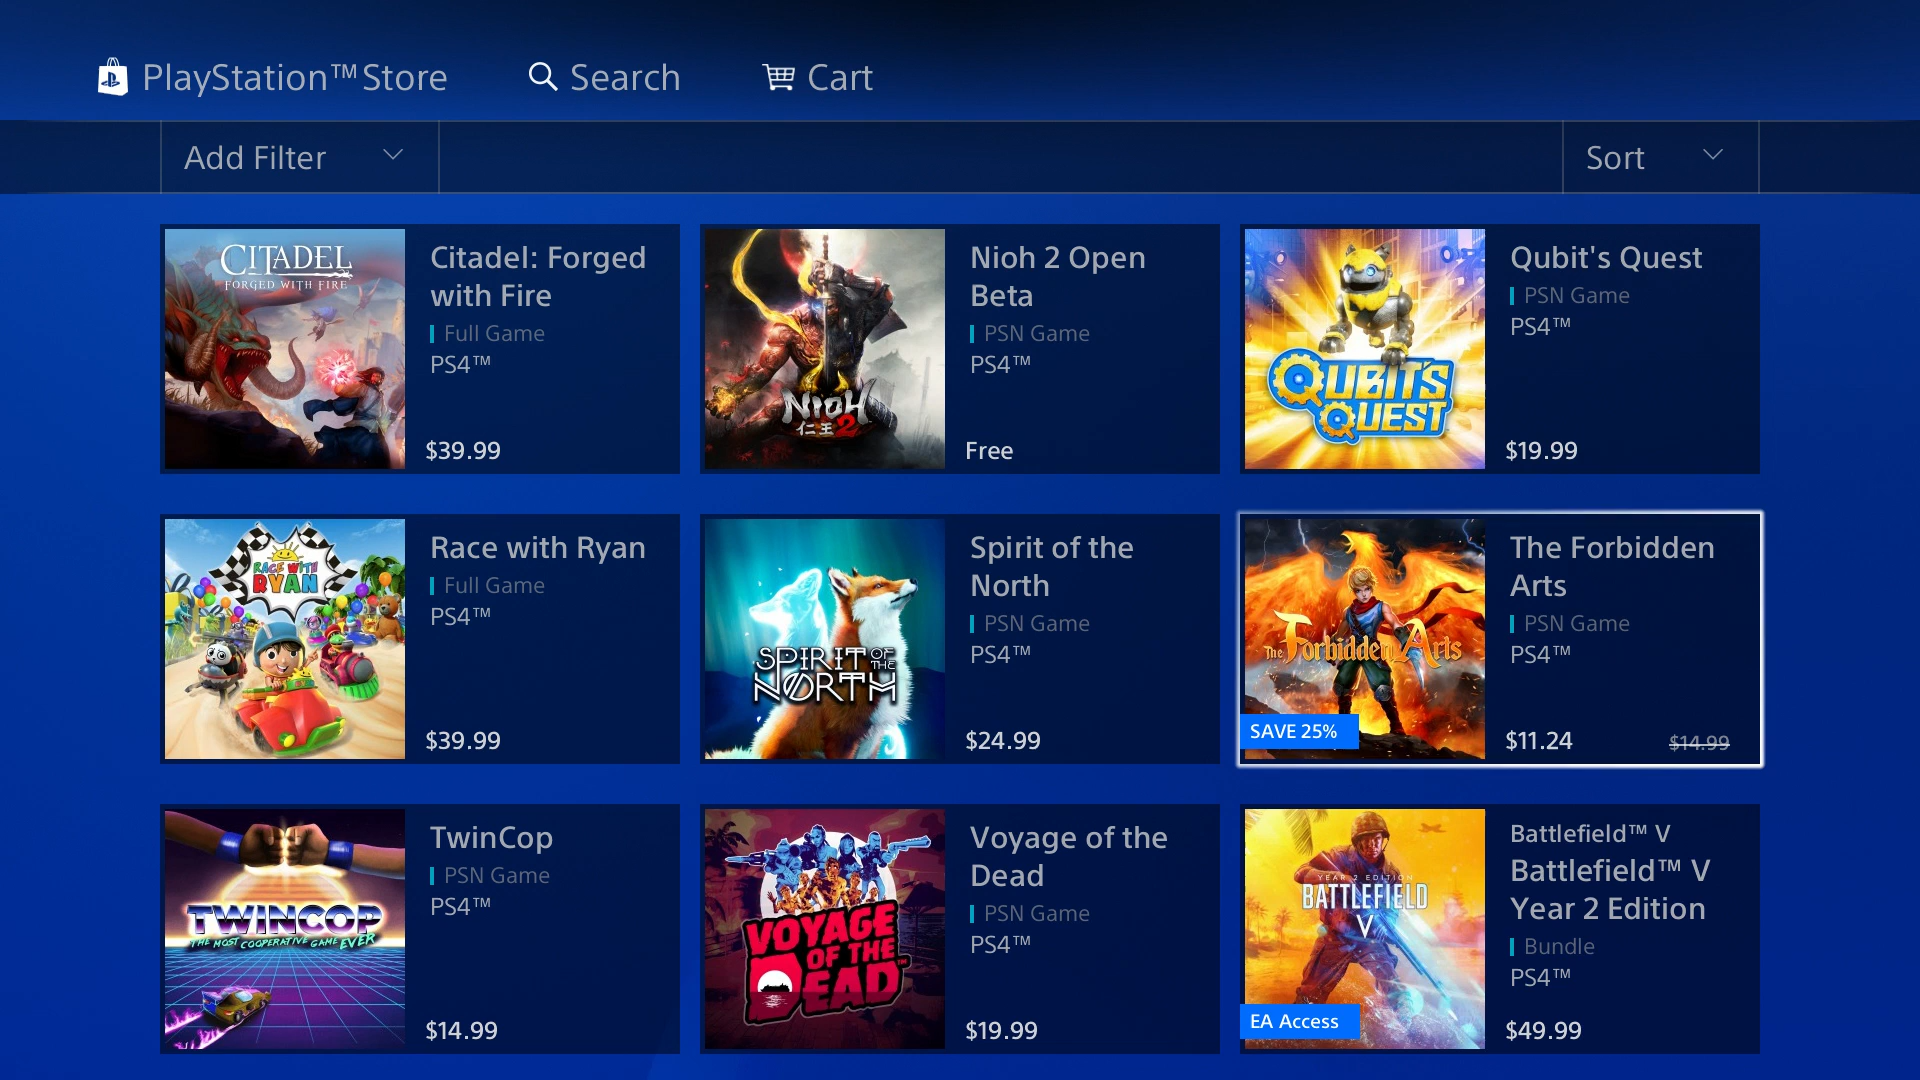 PlayStation™Store
Search
Cart
Add Filter
Sort
CITADEL
FORGED WITH FIRE
Citadel: Forged
with Fire
Full Game
PS4™
$39.99
NIOH
仁王2
Nioh 2 Open
Beta
PSN Game
PS4™
Free
QUBIT'S
QUEST
Qubit's Quest
PSN Game
PS4™
$19.99
RACE WITH
RYAN
Race with Ryan
Full Game
PS4™
$39.99
SPIRIT OF
THE
NORTH
Spirit of the
North
PSN Game
PS4™
$24.99
The Forbidden Arts
SAVE 25%
The Forbidden
Arts
PSN Game
PS4™
$11.24
$14.99
TWINCOP
THE MOST COOPERATIVE GAME EVER
TwinCop
PSN Game
PS4™
$14.99
VOYAGE
OF THE
DEAD™
Voyage of the
Dead
PSN Game
PS4™
$19.99
YEAR 2 EDITION
BATTLEFIELD
V
EA Access
Battlefield™ V
Battlefield™ V
Year 2 Edition
Bundle
PS4™
$49.99